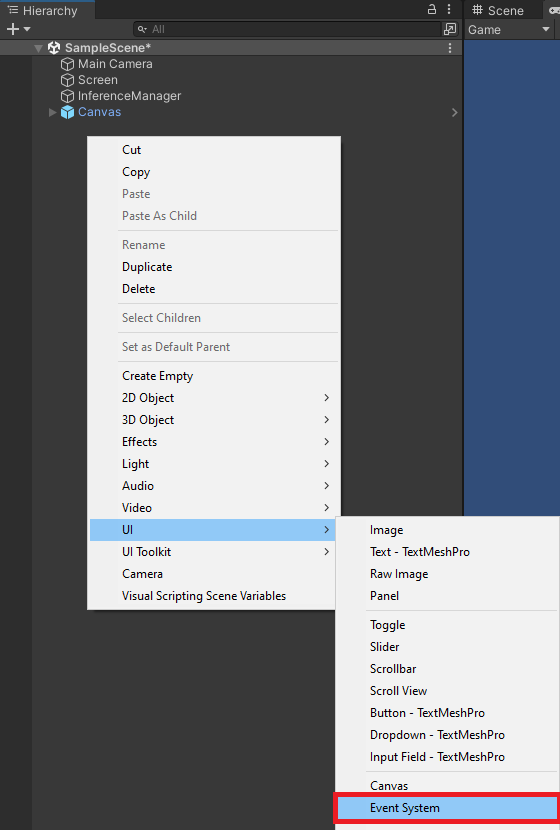 Hierarchy
All
SampleScene*
Main Camera
Screen
InferenceManager
Canvas
Scene
Game
Cut
Copy
Paste
Paste As Child
Rename
Duplicate
Delete
Select Children
Set as Default Parent
Create Empty
2D Object
3D Object
Effects
Light
Audio
Video
UI
UI Toolkit
Camera
Visual Scripting Scene Variables
Image
Text - TextMeshPro
Raw Image
Panel
Toggle
Slider
Scrollbar
Scroll View
Button - TextMeshPro
Dropdown - TextMeshPro
Input Field - TextMeshPro
Canvas
Event System